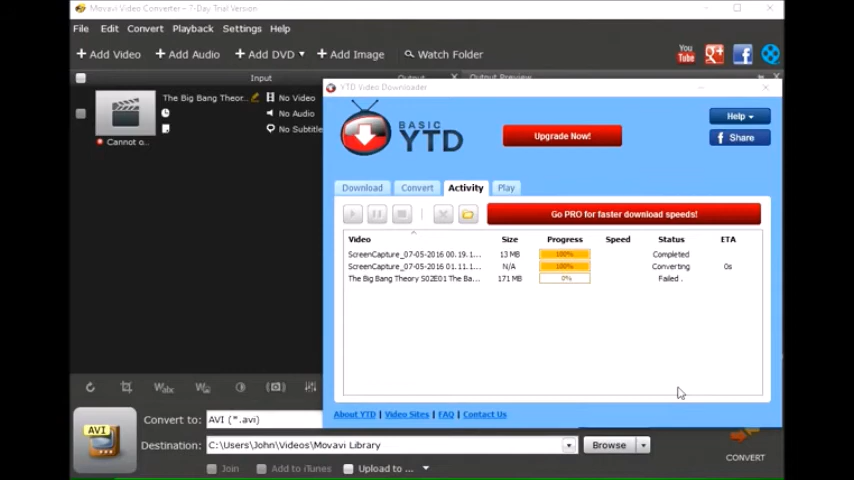 Movavi Video Converter – 7-Day Trial Version
File Edit Convert Playback Settings Help
Add Video Add Audio Add DVD Add Image Watch Folder
You Tube
Input
Output
Output Preview
The Big Bang Theor...
No Video
No Audio
No Subtitle
Cannot o...
YTD Video Downloader
BASIC
YTD
Upgrade Now!
Help
Share
Download Convert Activity Play
Go PRO for faster download speeds!
Video Size Progress Speed Status ETA
ScreenCapture_07-05-2016 00.19.1... 13 MB 100% Completed
ScreenCapture_07-05-2016 01.11.1... N/A 100% Converting 0s
The Big Bang Theory S02E01 The Ba... 171 MB 0% Failed .
About YTD | Video Sites | FAQ | Contact Us
AVI
Convert to: AVI (*.avi)
Destination: C:\Users\John\Videos\Movavi Library
Browse
CONVERT
Join Add to iTunes Upload to ...